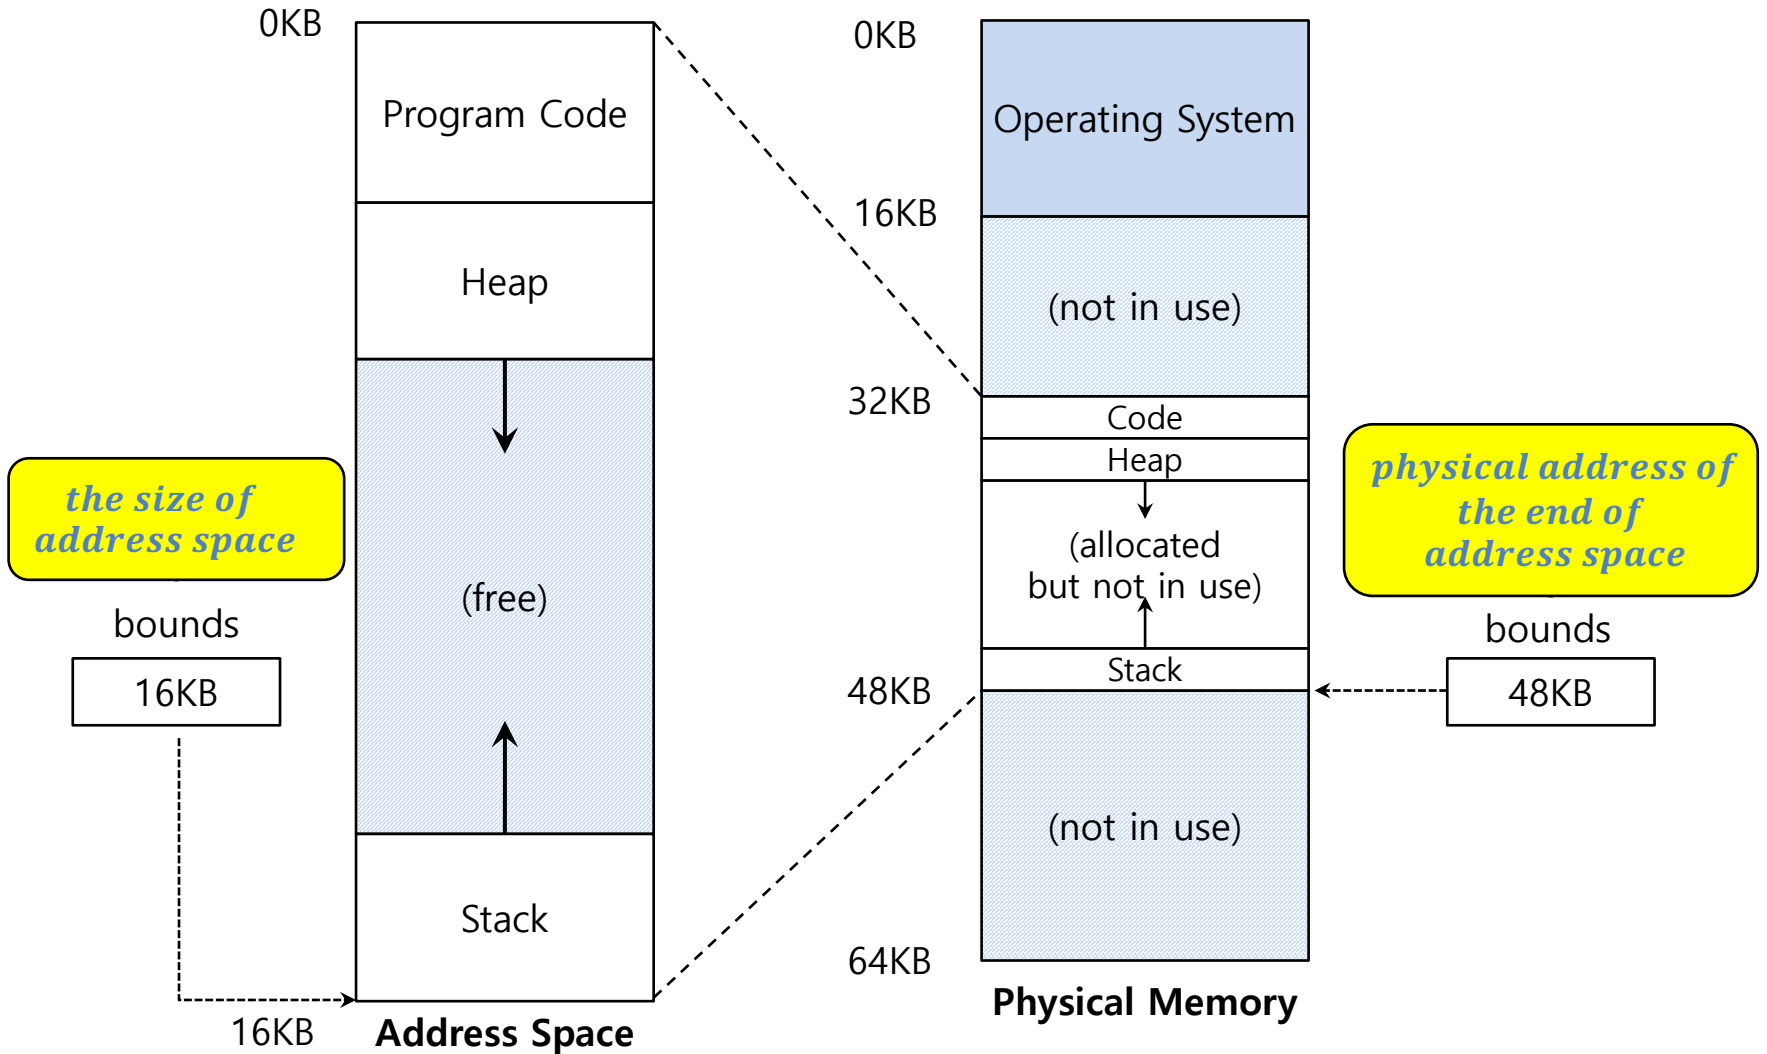 0KB
Program Code
Heap
(free)
Stack
16KB
Address Space
the size of
address space
bounds
16KB
0KB
Operating System
16KB
(not in use)
32KB
Code
Heap
(allocated
but not in use)
Stack
48KB
(not in use)
64KB
Physical Memory
physical address of
the end of
address space
bounds
48KB